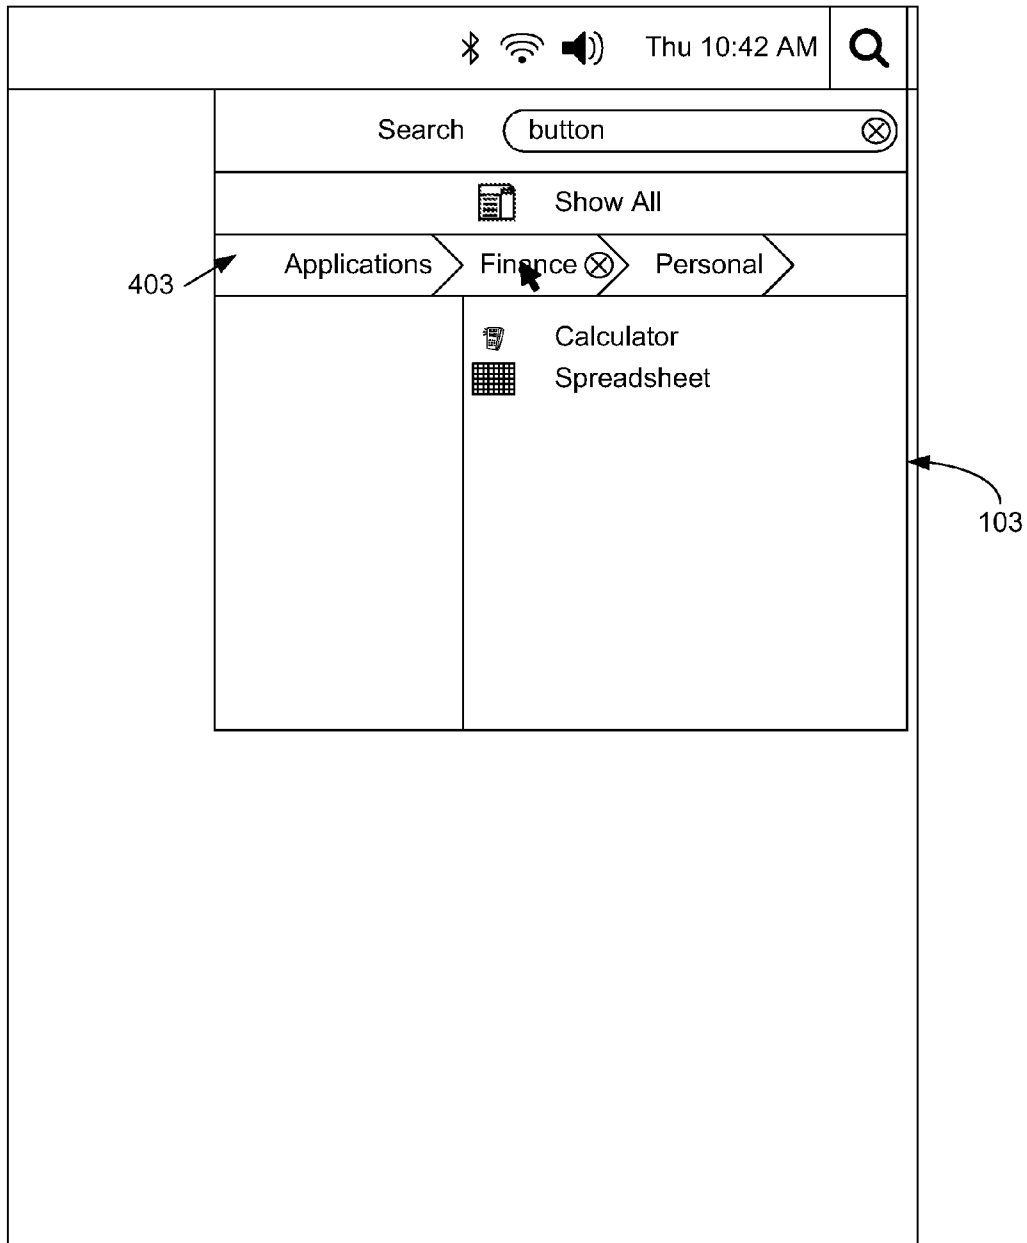 Thu 10:42 AM
Search button
Show All
403 Applications Finance Personal
Calculator
Spreadsheet
103